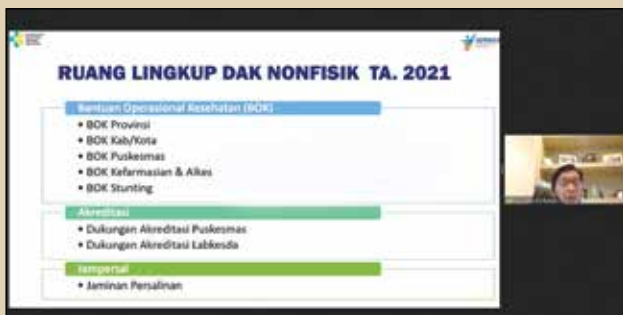 RUANG LINGKUP DAK NONFISIK TA. 2021
Bantuan Operasional Kesehatan (BOK)
• BOK Provinsi
• BOK Kab/Kota
• BOK Puskesmas
• BOK Kefarmasian & Alkes
• BOK Stunting
Akreditasi
• Dukungan Akreditasi Puskesmas
• Dukungan Akreditasi Labkesda
Jampersal
• Jaminan Persalinan